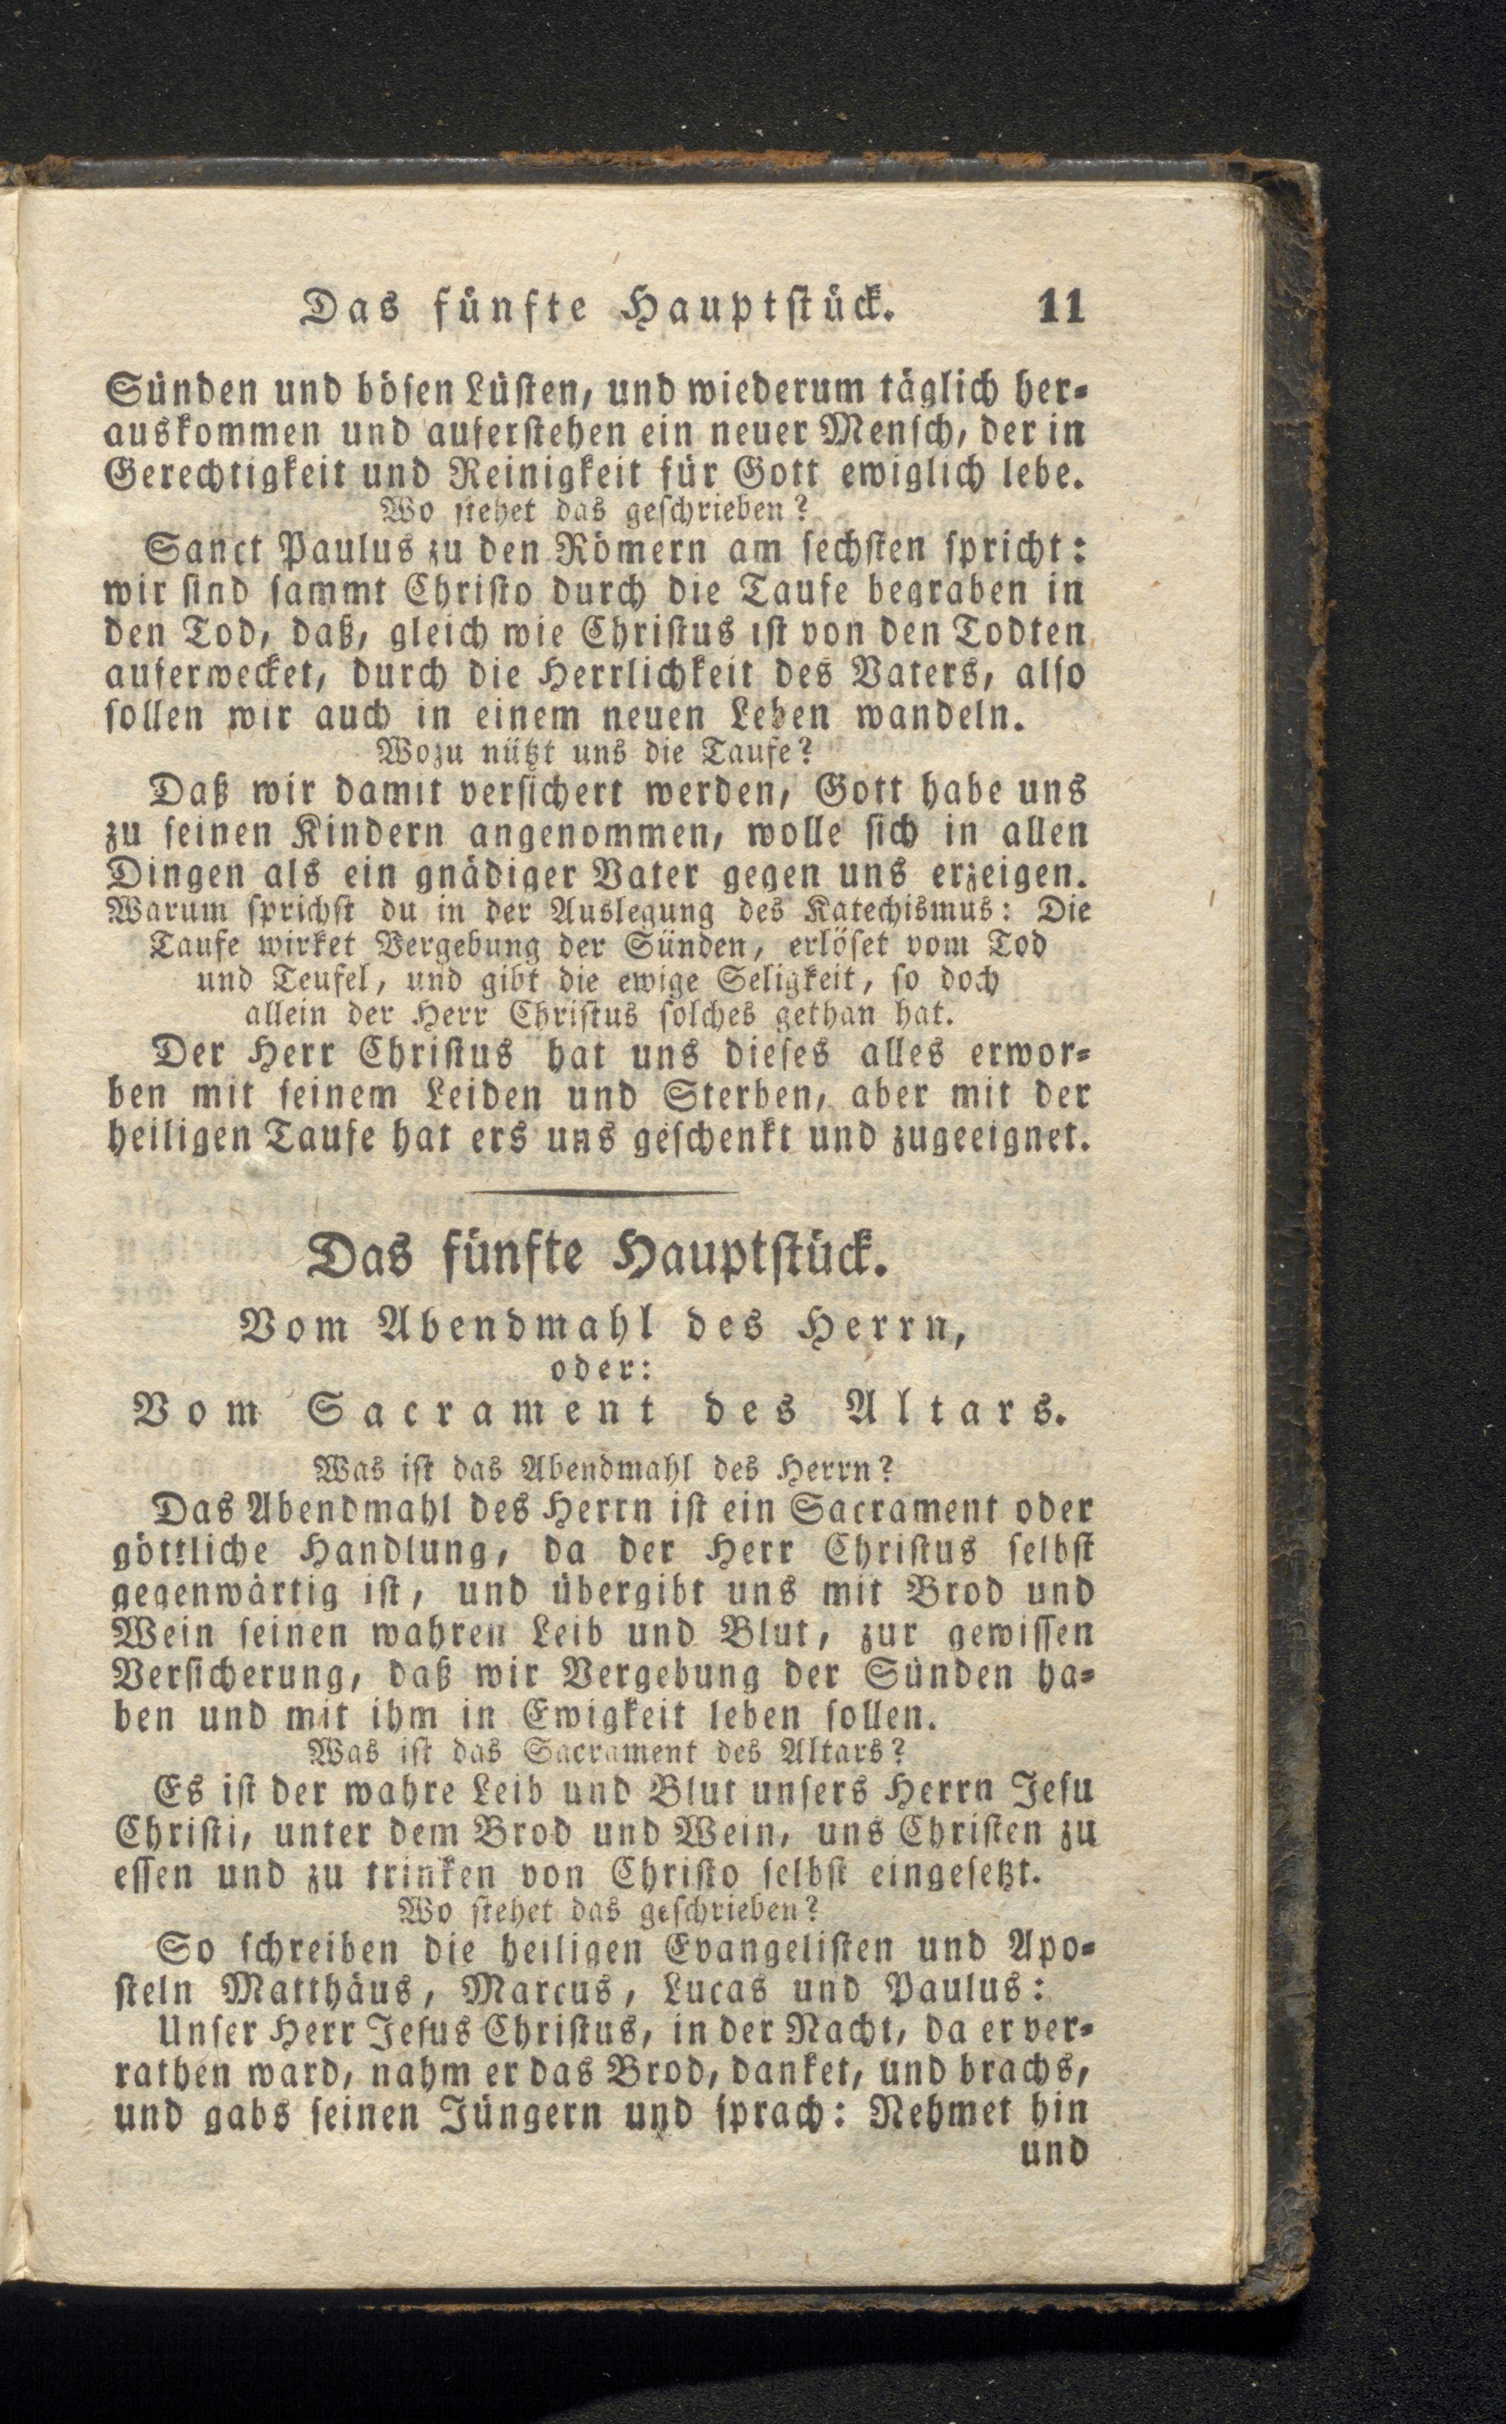 Das fünfte Hauptstück. 11
Sünden und bösen Lüsten, und wiederum täglich her-
auskommen und auferstehen ein neuer Mensch, der in
Gerechtigkeit und Reinigkeit für Gott ewiglich lebe.
Wo stehet das geschrieben?
Sanct Paulus zu den Römern am sechsten spricht:
wir sind sammt Christo durch die Taufe begraben in
den Tod, daß, gleich wie Christus ist von den Todten
auferwecket, durch die Herrlichkeit des Vaters, also
sollen wir auch in einem neuen Leben wandeln.
Wozu nützt uns die Taufe?
Daß wir damit versichert werden, Gott habe uns
zu seinen Kindern angenommen, wolle sich in allen
Dingen als ein gnädiger Vater gegen uns erzeigen.
Warum sprichst du in der Auslegung des Katechismus: Die
Taufe wirket Vergebung der Sünden, erlöset vom Tod
und Teufel, und gibt die ewige Seligkeit, so doch
allein der Herr Christus solches gethan hat.
Der Herr Christus hat uns dieses alles erwor-
ben mit seinem Leiden und Sterben, aber mit der
heiligen Taufe hat ers uns geschenkt und zugeeignet.
Das fünfte Hauptstück.
Vom Abendmahl des Herrn,
oder:
Vom Sacrament des Altars.
Was ist das Abendmahl des Herrn?
Das Abendmahl des Herrn ist ein Sacrament oder
göttliche Handlung, da der Herr Christus selbst
gegenwärtig ist, und übergibt uns mit Brod und
Wein seinen wahren Leib und Blut, zur gewissen
Versicherung, daß wir Vergebung der Sünden ha-
ben und mit ihm in Ewigkeit leben sollen.
Was ist das Sacrament des Altars?
Es ist der wahre Leib und Blut unsers Herrn Jesu
Christi, unter dem Brod und Wein, uns Christen zu
essen und zu trinken von Christo selbst eingesetzt.
Wo stehet das geschrieben?
So schreiben die heiligen Evangelisten und Apo-
steln Matthäus, Marcus, Lucas und Paulus:
Unser Herr Jesus Christus, in der Nacht, da er ver-
rathen ward, nahm er das Brod, danket, und brachs,
und gabs seinen Jüngern und sprach: Nehmet hin
und